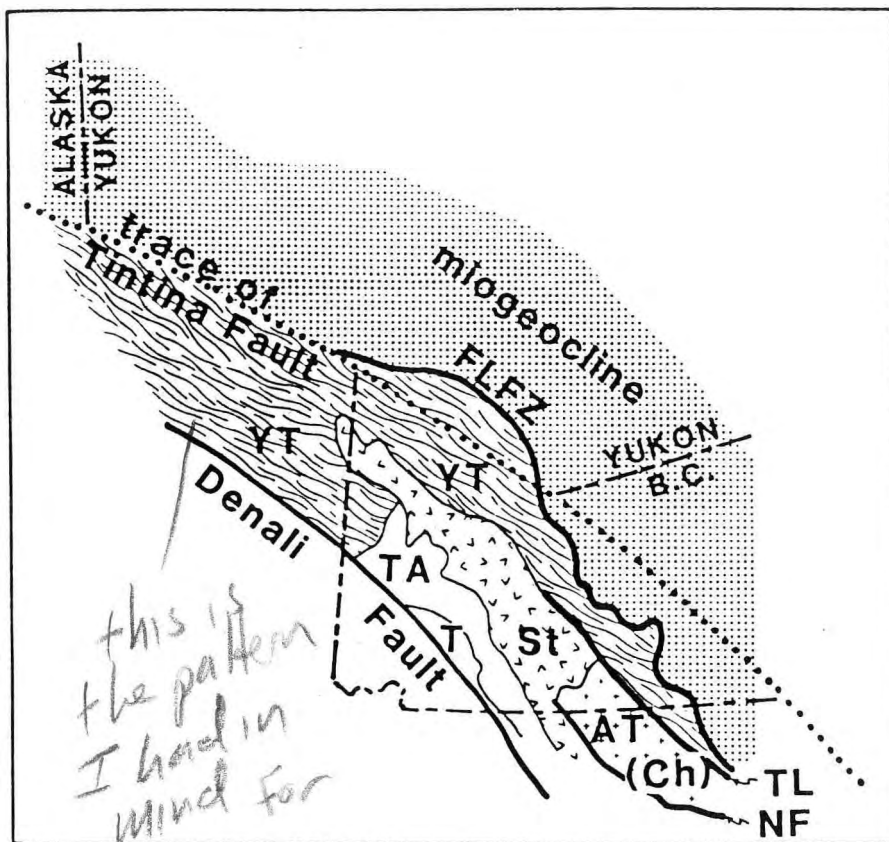 ALASKA
YUKON
trace of
Tintina Fault
miogeocline
FLFZ
YUKON
B.C.
YT
YT
Denali
Fault
TA
T
St
AT
(Ch)
TL
NF
this is
the pattern
I had in
mind for